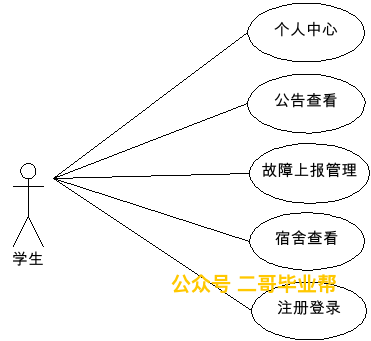 个人中心
公告查看
故障上报管理
宿舍查看
学生
公众号 二哥毕业帮
注册登录